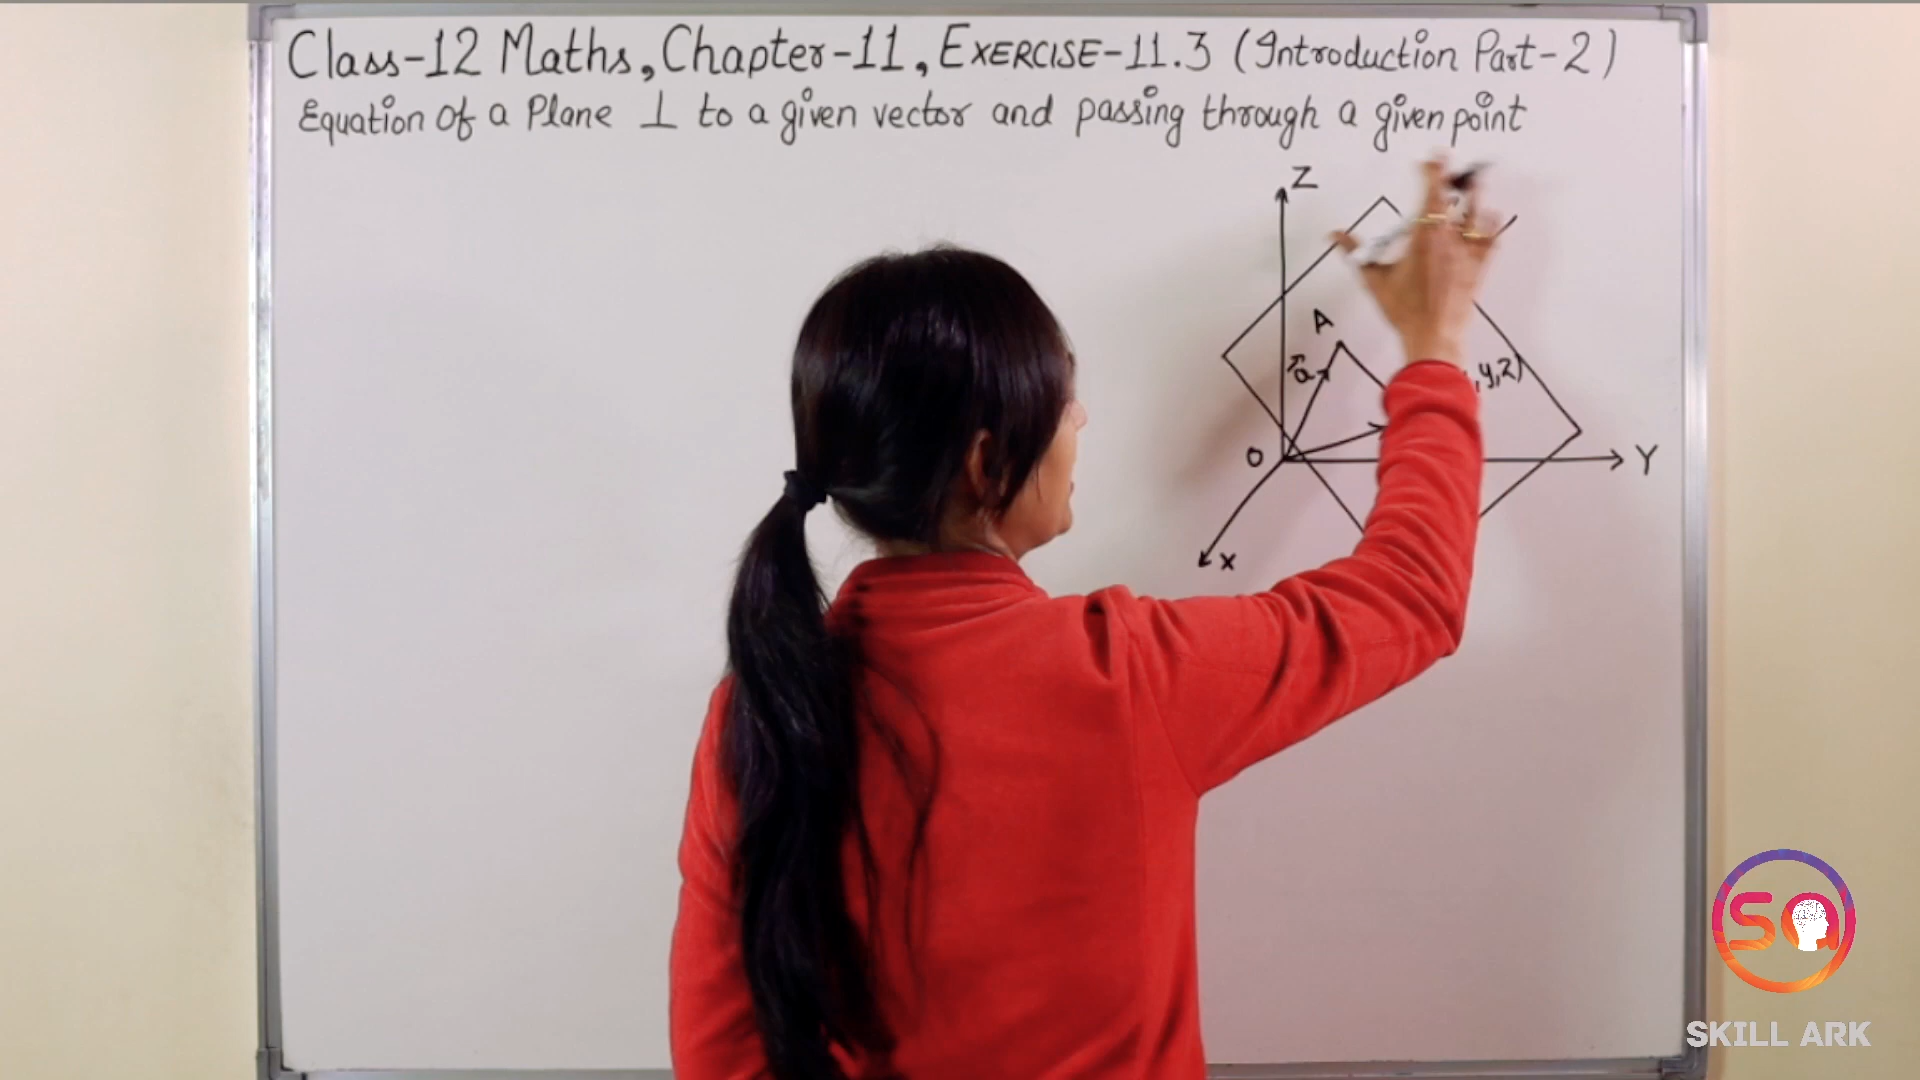 Class-12 Maths, Chapter-11, EXERCISE-11.3 (Introduction Part-2)
Equation of a Plane ⊥ to a given vector and passing through a given point
Z
A
a⃗
,y,z)
O
Y
X
SA
SKILL ARK